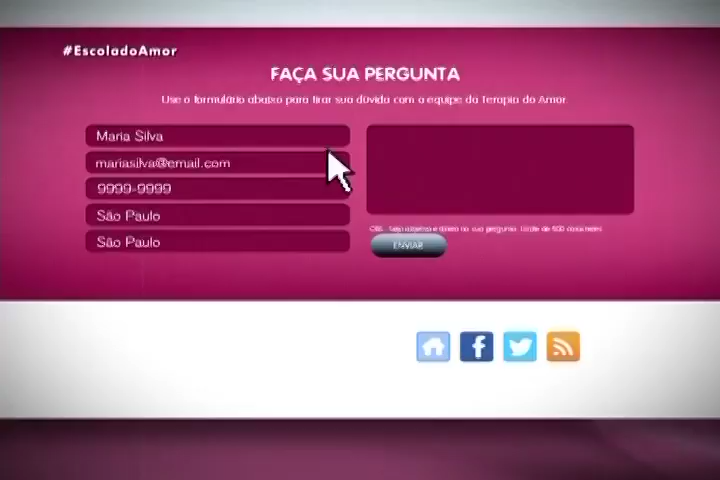 #EscoladoAmor
FAÇA SUA PERGUNTA
Use o formulário abaixo para tirar sua dúvida com a equipe da Terapia do Amor.
Maria Silva
mariasilva@email.com
9999-9999
São Paulo
São Paulo
ENVIAR